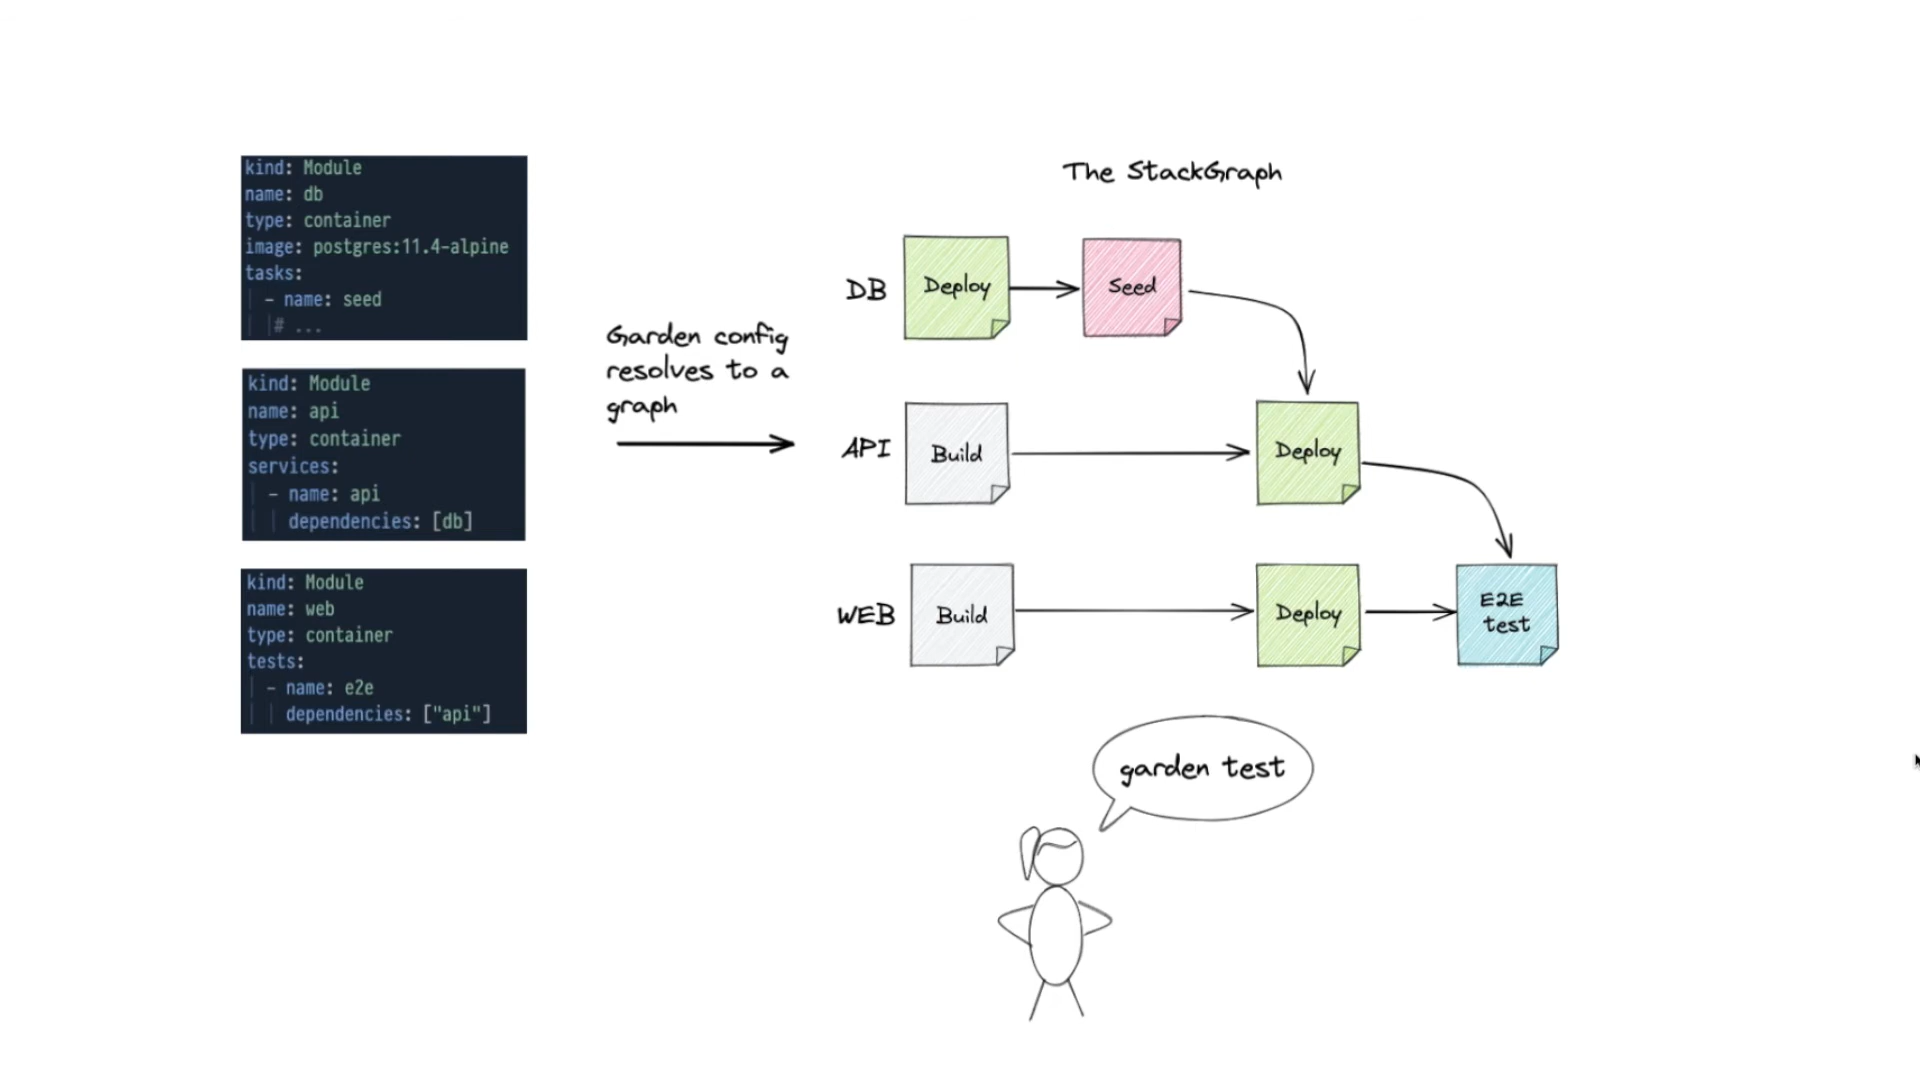 kind: Module
name: db
type: container
image: postgres:11.4-alpine
tasks:
- name: seed
# ...
kind: Module
name: api
type: container
services:
- name: api
dependencies: [db]
kind: Module
name: web
type: container
tests:
- name: e2e
dependencies: ["api"]
Garden config
resolves to a
graph
The StackGraph
DB
Deploy
Seed
API
Build
Deploy
WEB
Build
Deploy
E2E
test
garden test